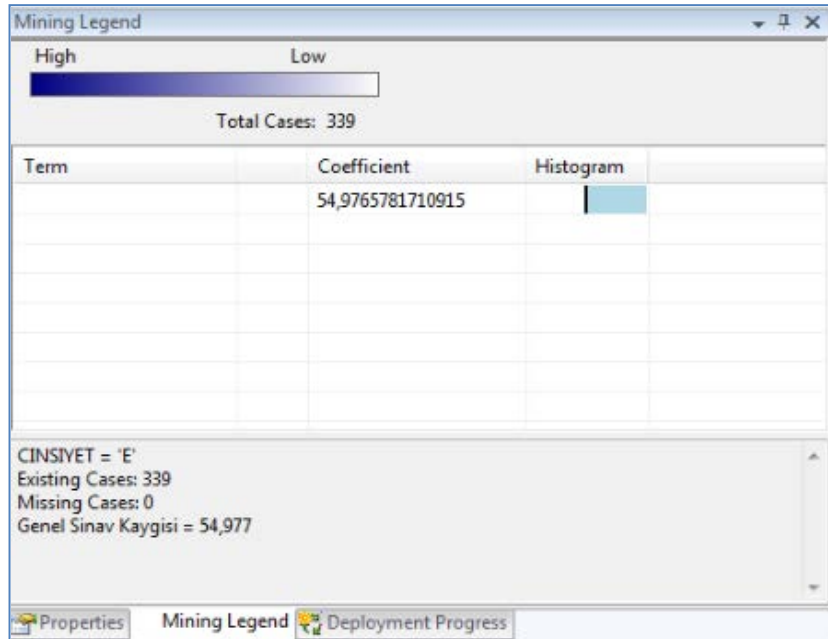 Mining Legend
High Low
Total Cases: 339
Term Coefficient Histogram
54,9765781710915
CINSIYET = 'E'
Existing Cases: 339
Missing Cases: 0
Genel Sinav Kaygisi = 54,977
Properties Mining Legend Deployment Progress